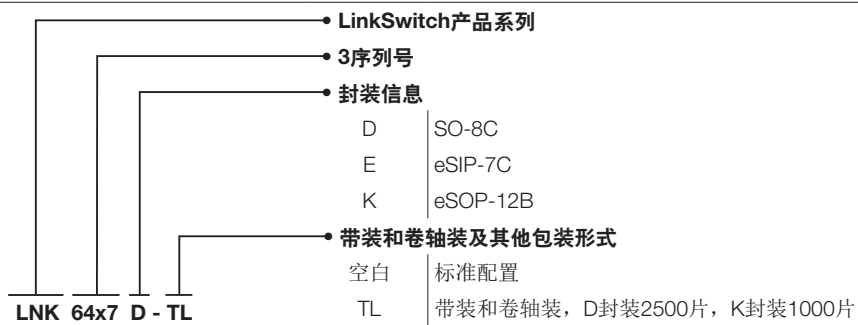 LinkSwitch产品系列
3序列号
封装信息
D SO-8C
E eSIP-7C
K eSOP-12B
带装和卷轴装及其他包装形式
空白 标准配置
LNK 64x7 D - TL TL 带装和卷轴装，D封装2500片，K封装1000片